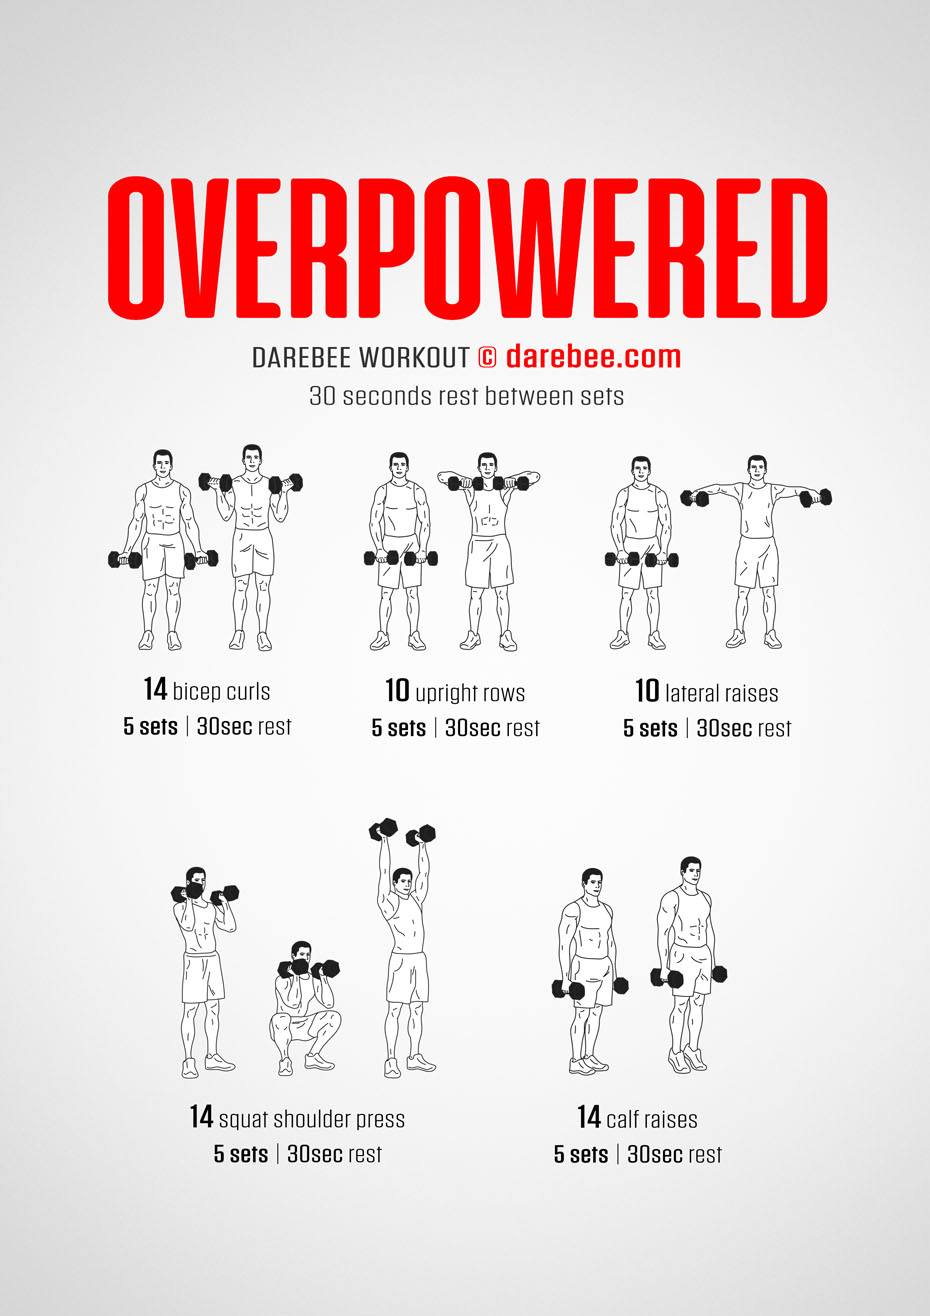 OVERPOWERED
DAREBEE WORKOUT © darebee.com
30 seconds rest between sets
14 bicep curls
5 sets | 30sec rest
10 upright rows
5 sets | 30sec rest
10 lateral raises
5 sets | 30sec rest
14 squat shoulder press
5 sets | 30sec rest
14 calf raises
5 sets | 30sec rest